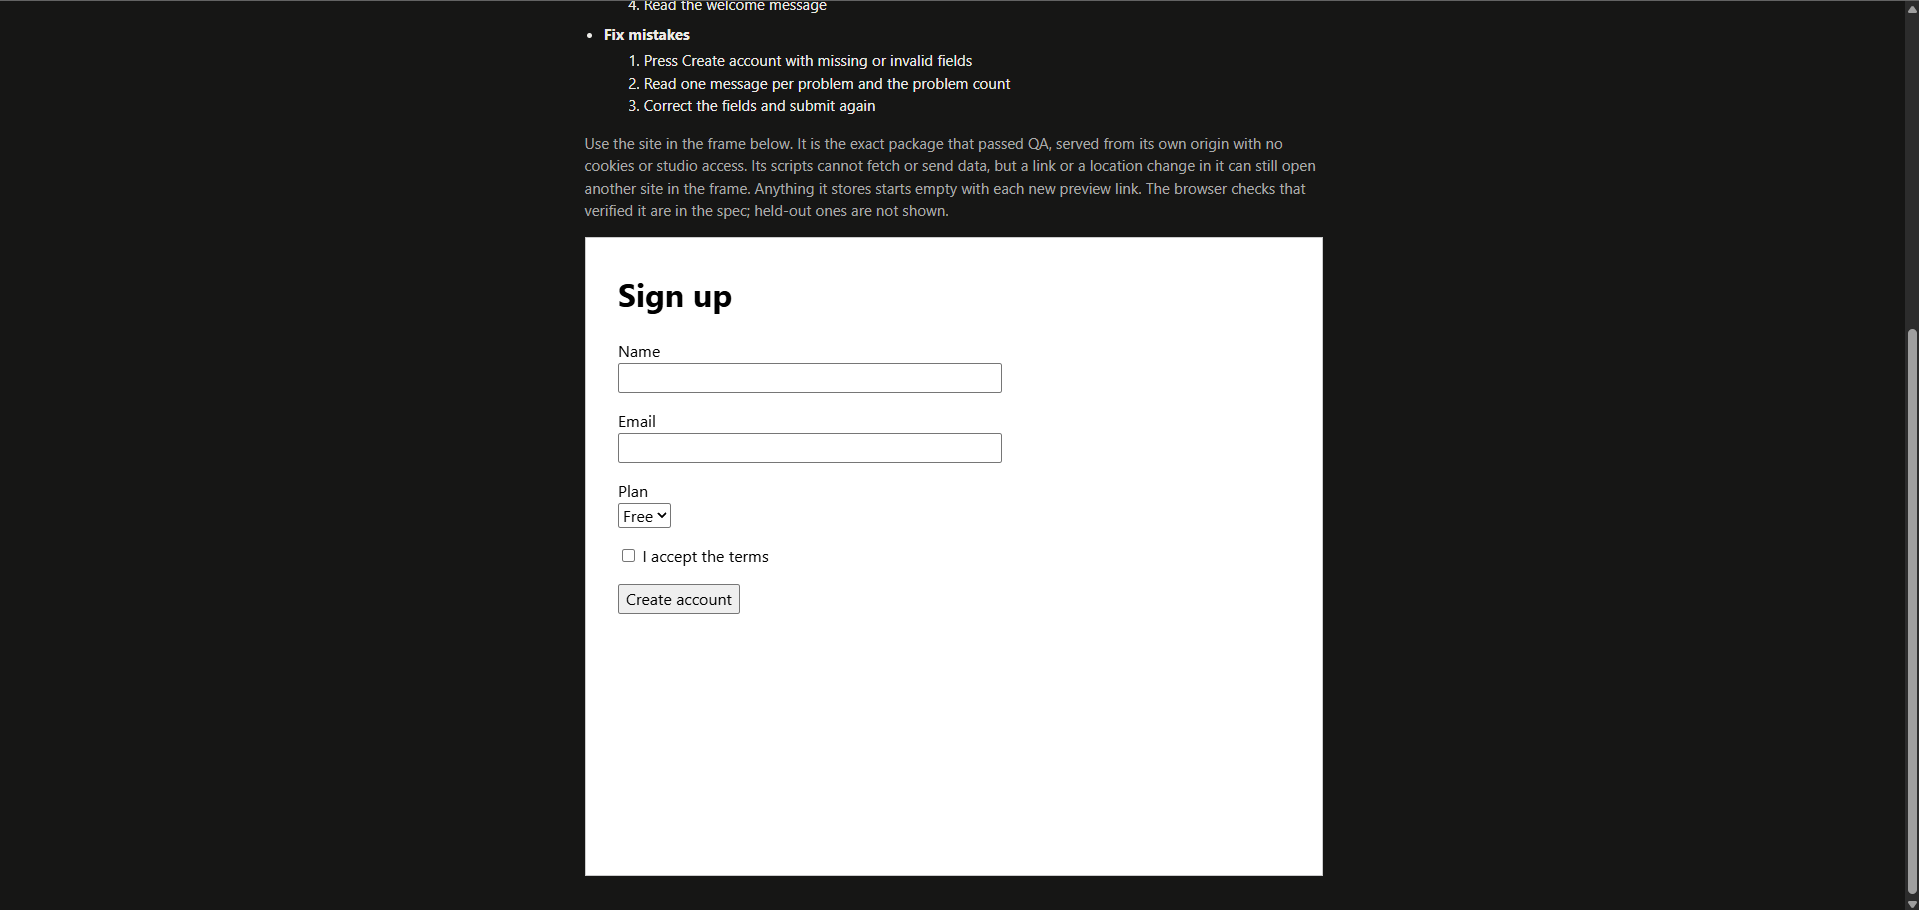 4. Read the welcome message
• Fix mistakes
1. Press Create account with missing or invalid fields
2. Read one message per problem and the problem count
3. Correct the fields and submit again
Use the site in the frame below. It is the exact package that passed QA, served from its own origin with no
cookies or studio access. Its scripts cannot fetch or send data, but a link or a location change in it can still open
another site in the frame. Anything it stores starts empty with each new preview link. The browser checks that
verified it are in the spec; held-out ones are not shown.
Sign up
Name
Email
Plan
Free
I accept the terms
Create account